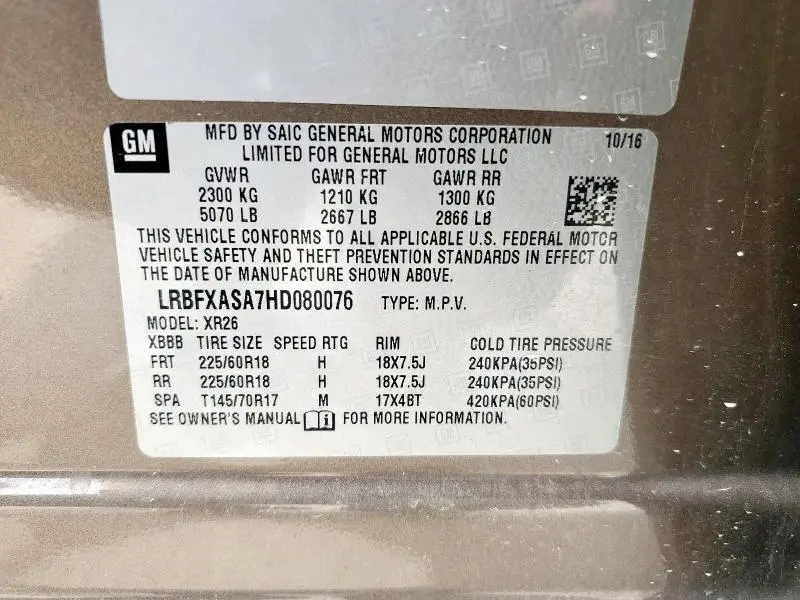 GM
MFD BY SAIC GENERAL MOTORS CORPORATION 10/16
LIMITED FOR GENERAL MOTORS LLC
GVWR GAWR FRT GAWR RR
2300 KG 1210 KG 1300 KG
5070 LB 2667 LB 2866 LB
THIS VEHICLE CONFORMS TO ALL APPLICABLE U.S. FEDERAL MOTOR
VEHICLE SAFETY AND THEFT PREVENTION STANDARDS IN EFFECT ON
THE DATE OF MANUFACTURE SHOWN ABOVE.
LRBFXASA7HD080076 TYPE: M.P.V.
MODEL: XR26
XBBB TIRE SIZE SPEED RTG RIM COLD TIRE PRESSURE
FRT 225/60R18 H 18X7.5J 240KPA(35PSI)
RR 225/60R18 H 18X7.5J 240KPA(35PSI)
SPA T145/70R17 M 17X4BT 420KPA(60PSI)
SEE OWNER'S MANUAL i FOR MORE INFORMATION.